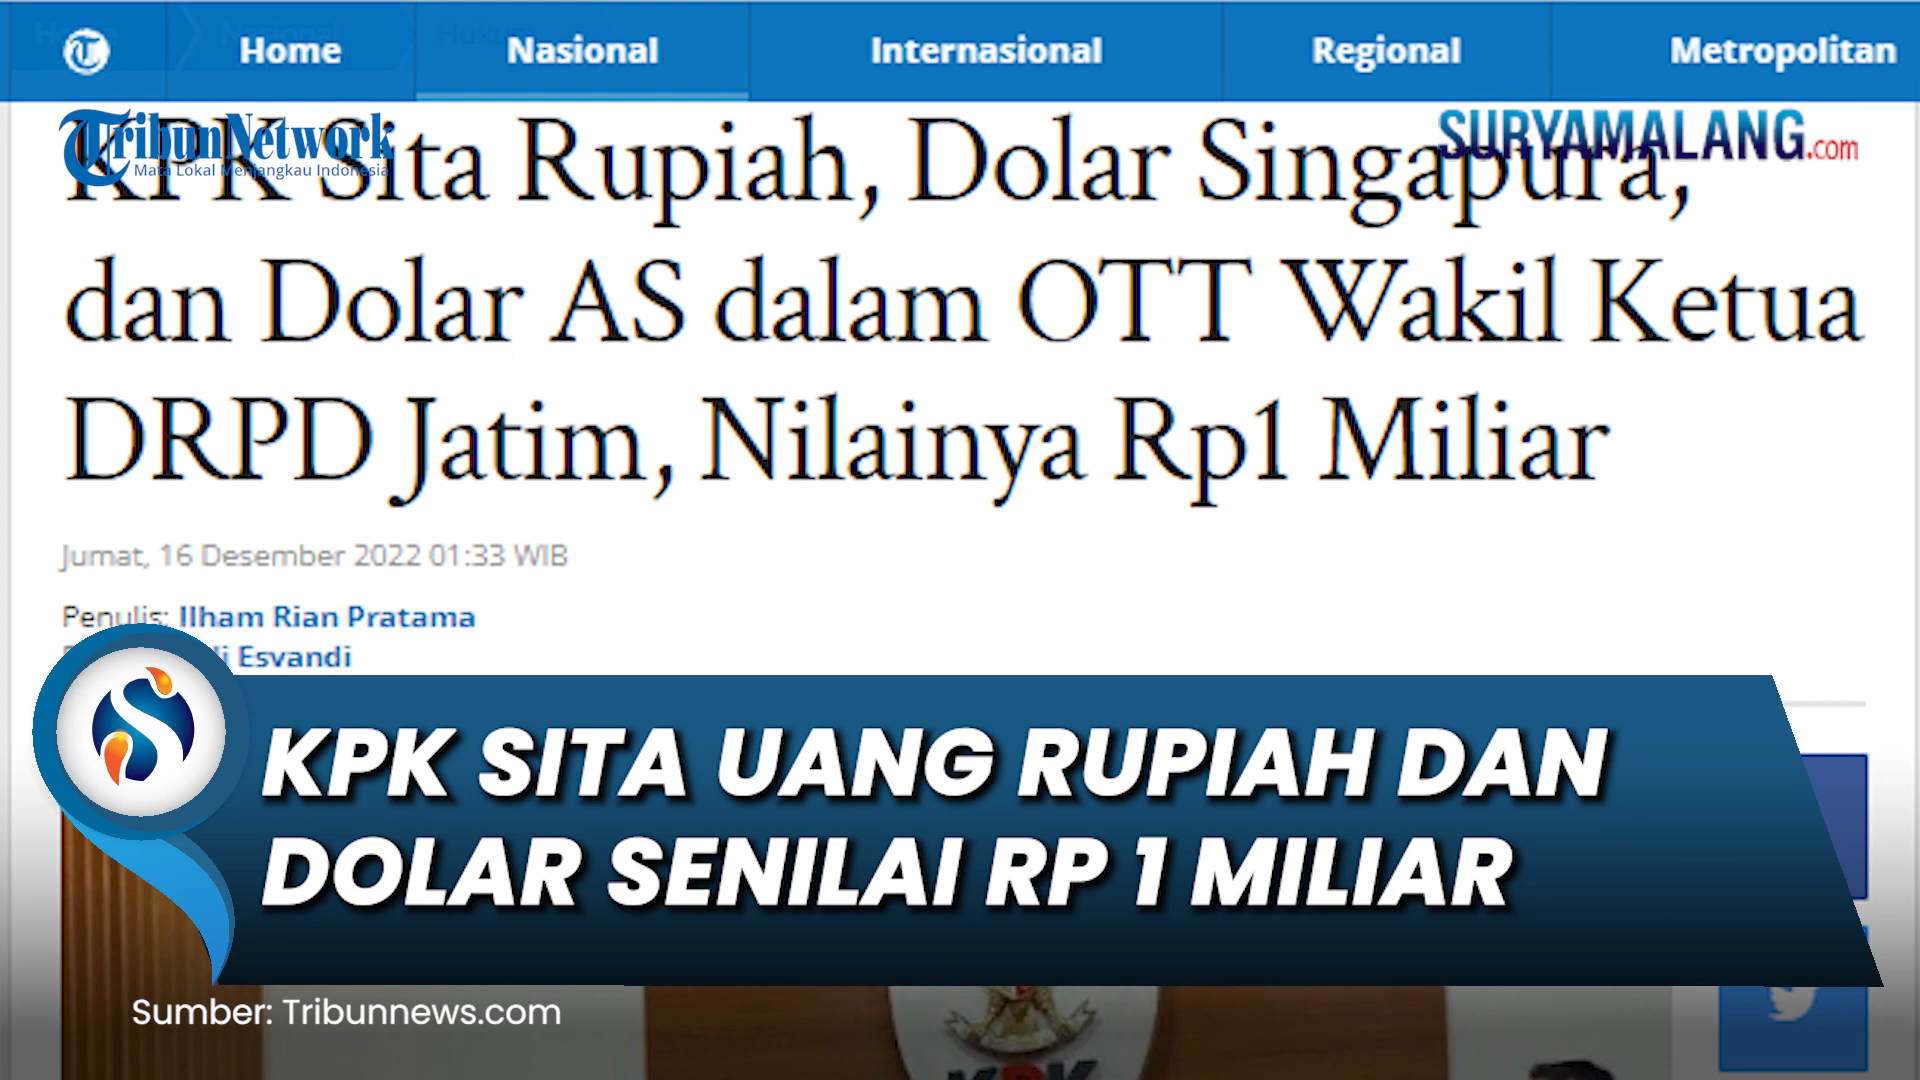 Home Nasional Internasional Regional Metropolitan
TribunNetwork
Mata Lokal Menjangkau Indonesia
SURYAMALANG.com
KPK Sita Rupiah, Dolar Singapura,
dan Dolar AS dalam OTT Wakil Ketua
DRPD Jatim, Nilainya Rp1 Miliar
Jumat, 16 Desember 2022 01:33 WIB
Penulis: Ilham Rian Pratama
Esvandi
KPK SITA UANG RUPIAH DAN
DOLAR SENILAI RP 1 MILIAR
Sumber: Tribunnews.com
KPK